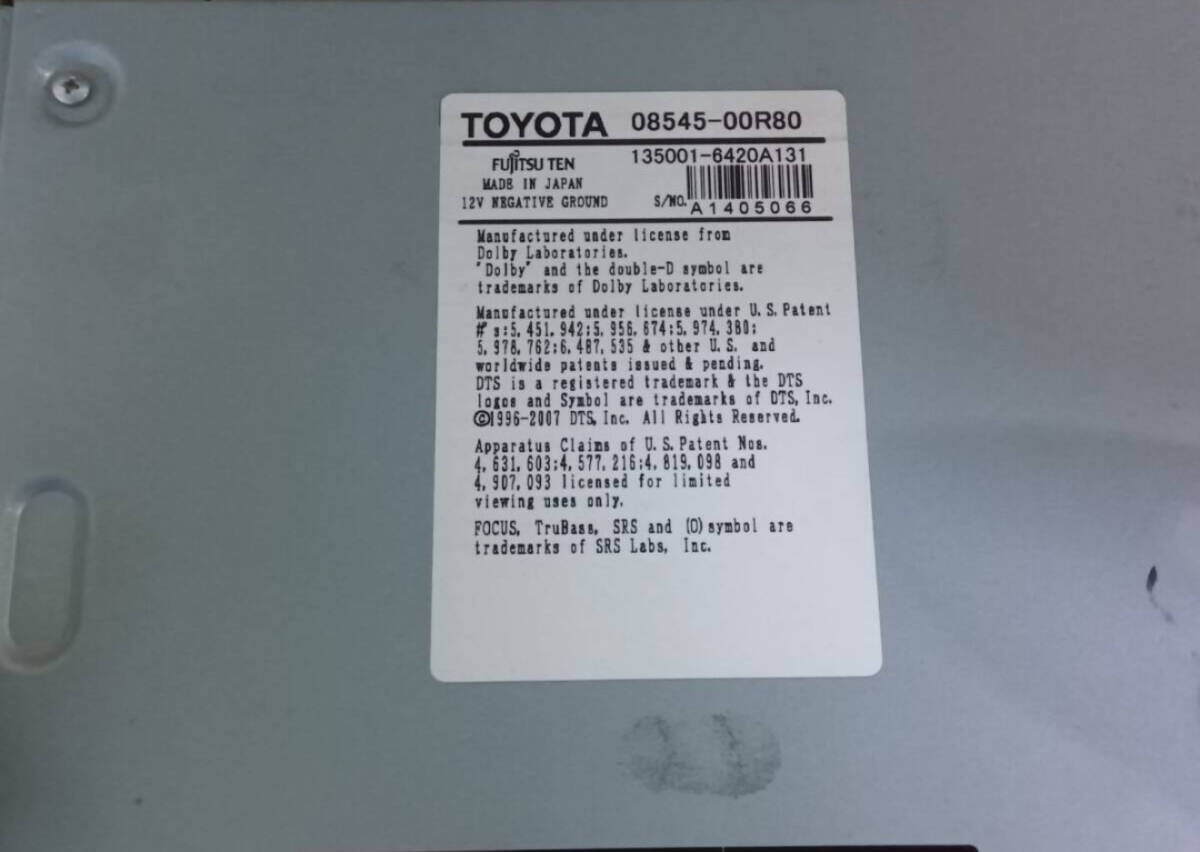 TOYOTA 08545-00R80
FUJITSU TEN 135001-6420A131
MADE IN JAPAN
12V NEGATIVE GROUND S/NO. A1405066
Manufactured under license from
Dolby Laboratories.
"Dolby" and the double-D symbol are
trademarks of Dolby Laboratories.
Manufactured under license under U.S. Patent
#'s:5,451,942;5,956,674;5,974,380;
5,978,762;6,487,535 & other U.S. and
worldwide patents issued & pending.
DTS is a registered trademark & the DTS
logos and Symbol are trademarks of DTS, Inc.
©1996-2007 DTS, Inc. All Rights Reserved.
Apparatus Claims of U.S. Patent Nos.
4,631,603;4,577,216;4,819,098 and
4,907,093 licensed for limited
viewing uses only.
FOCUS, TruBass, SRS and (O) symbol are
trademarks of SRS Labs, Inc.